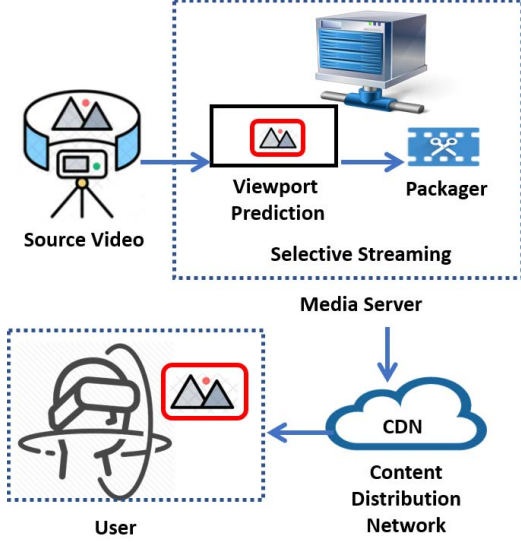 Source Video
Viewport
Prediction
Packager
Selective Streaming
Media Server
CDN
Content
Distribution
Network
User